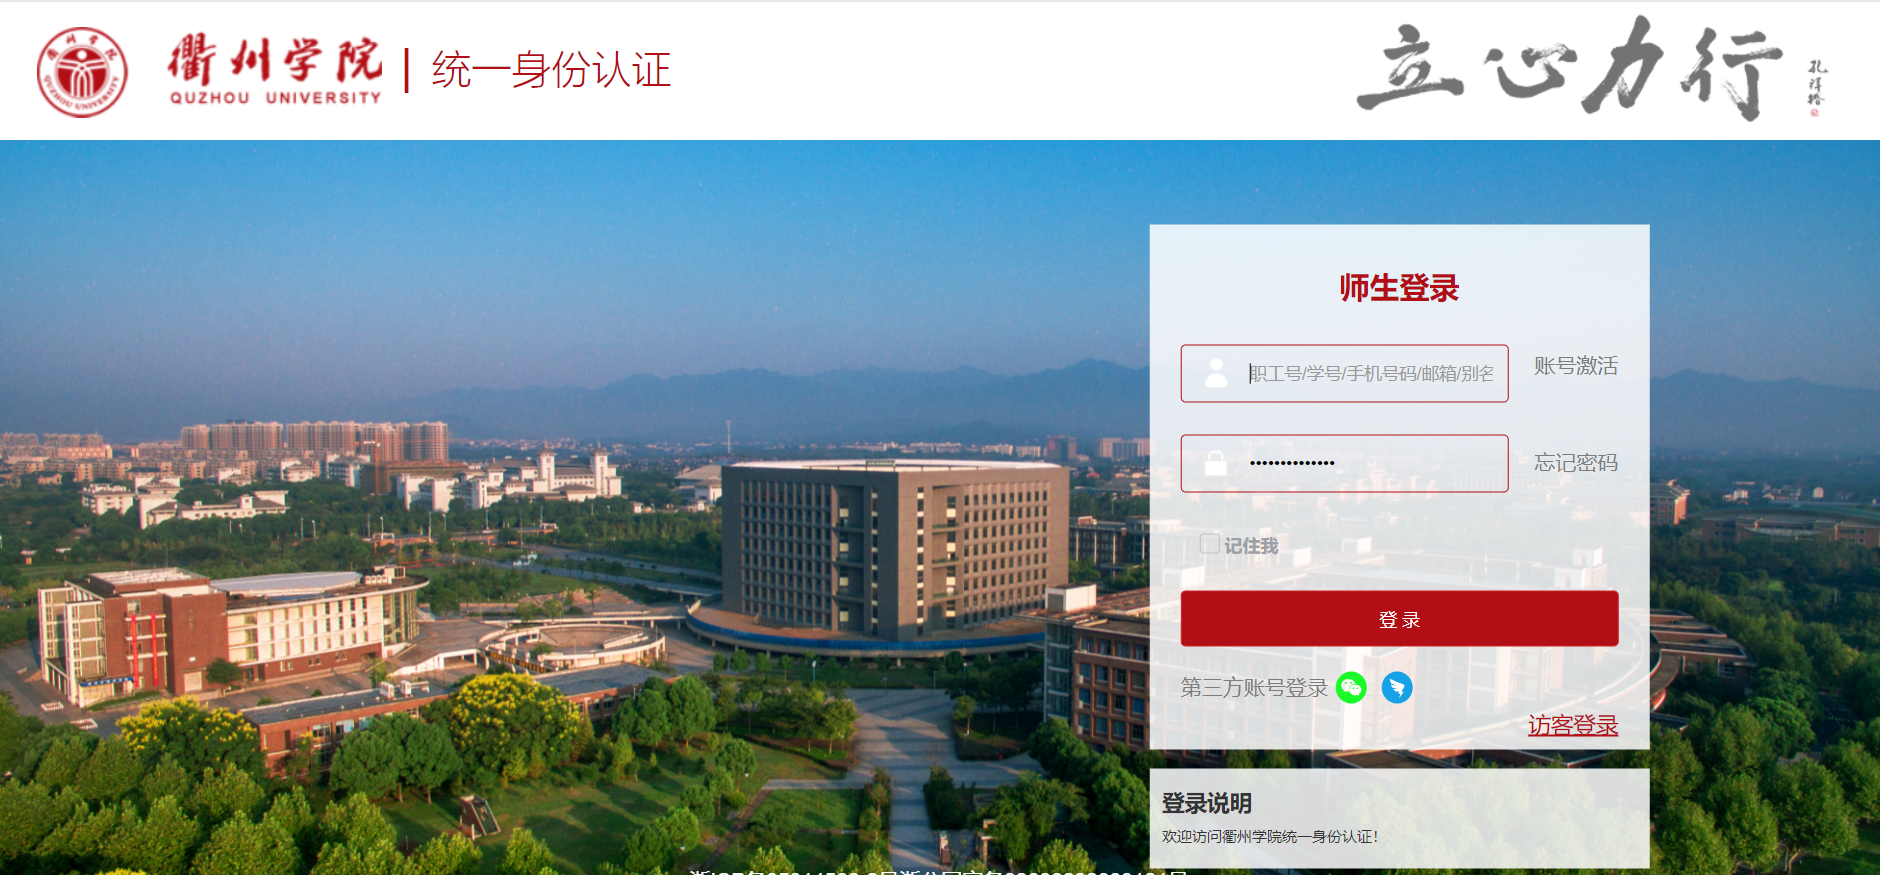 衢州学院
QUZHOU UNIVERSITY
统一身份认证
立心力行
师生登录
职工号/学号/手机号码/邮箱/别名
账号激活
忘记密码
记住我
登 录
第三方账号登录
访客登录
登录说明
欢迎访问衢州学院统一身份认证!